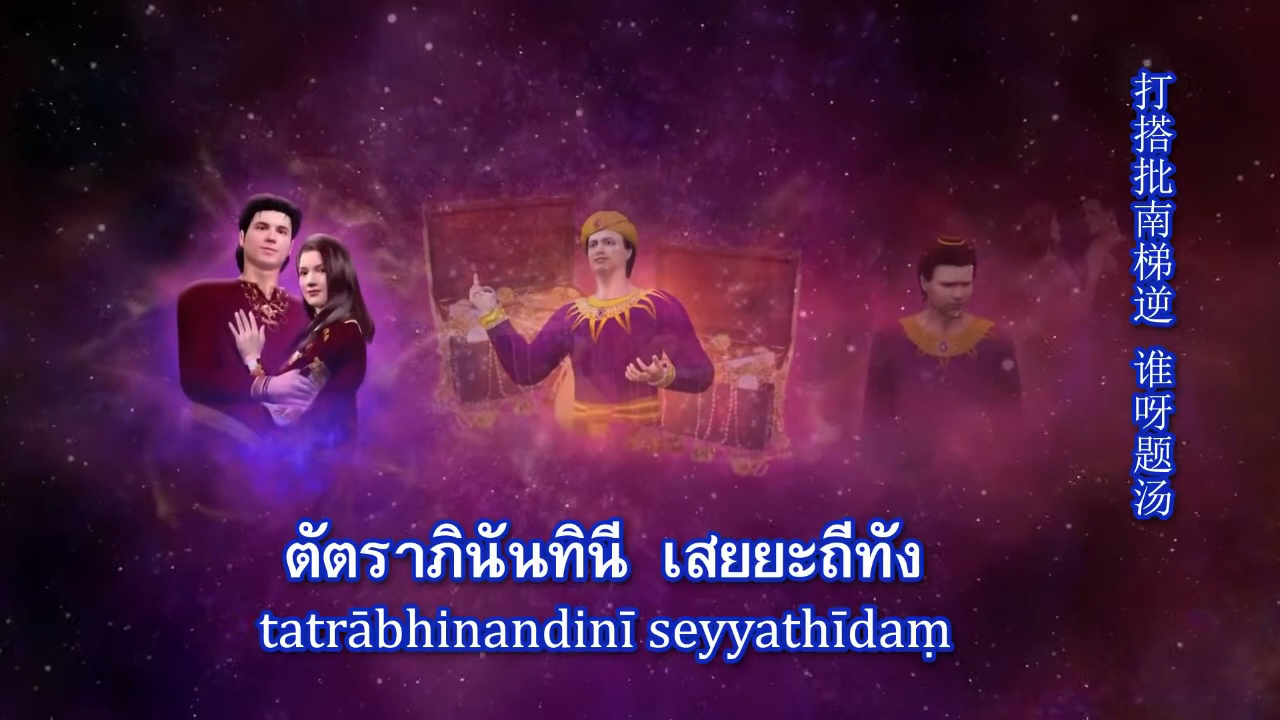 打搭批南梯逆 谁呀题汤
ตัตราภินันทินี เสยยะถีทัง
tatrābhinandinī seyyathīdaṃ